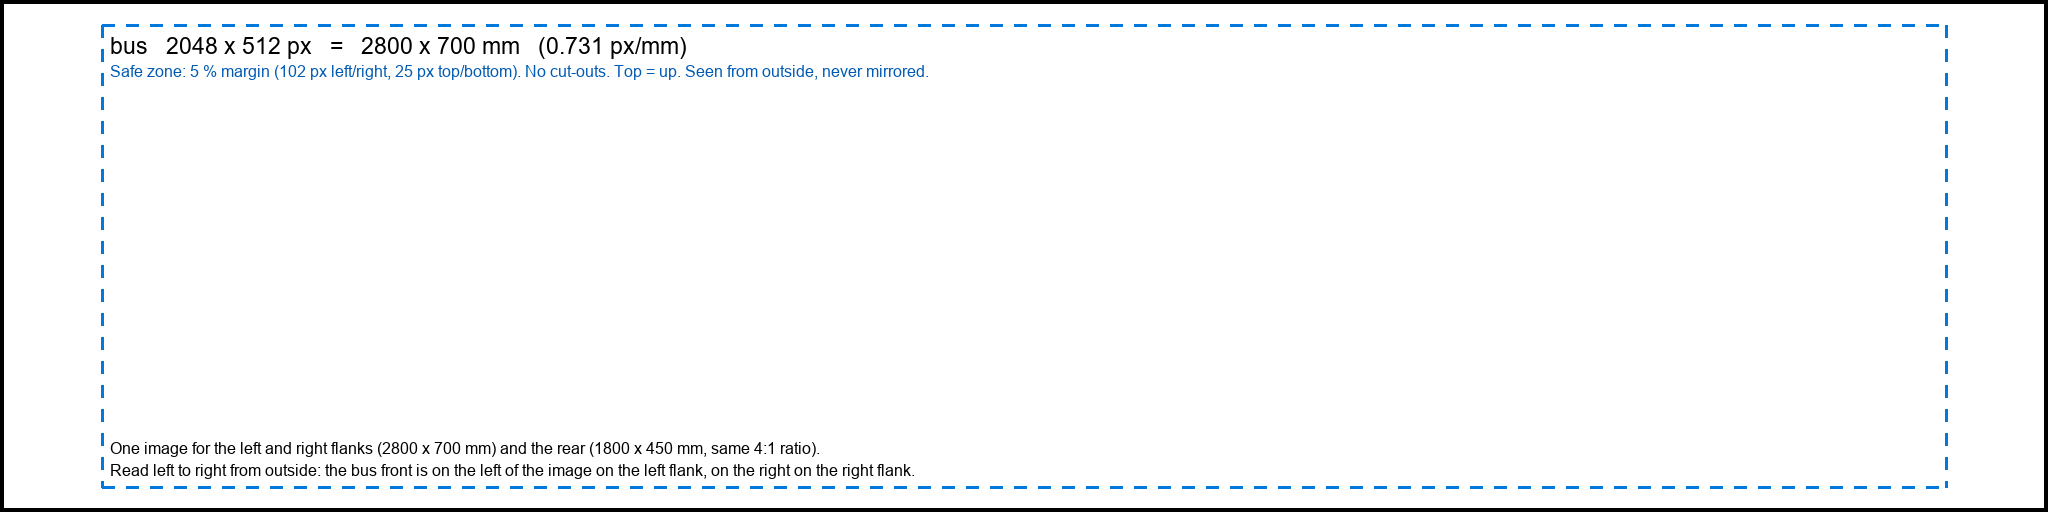 bus 2048 x 512 px = 2800 x 700 mm (0.731 px/mm)
Safe zone: 5 % margin (102 px left/right, 25 px top/bottom). No cut-outs. Top = up. Seen from outside, never mirrored.
One image for the left and right flanks (2800 x 700 mm) and the rear (1800 x 450 mm, same 4:1 ratio).
Read left to right from outside: the bus front is on the left of the image on the left flank, on the right on the right flank.